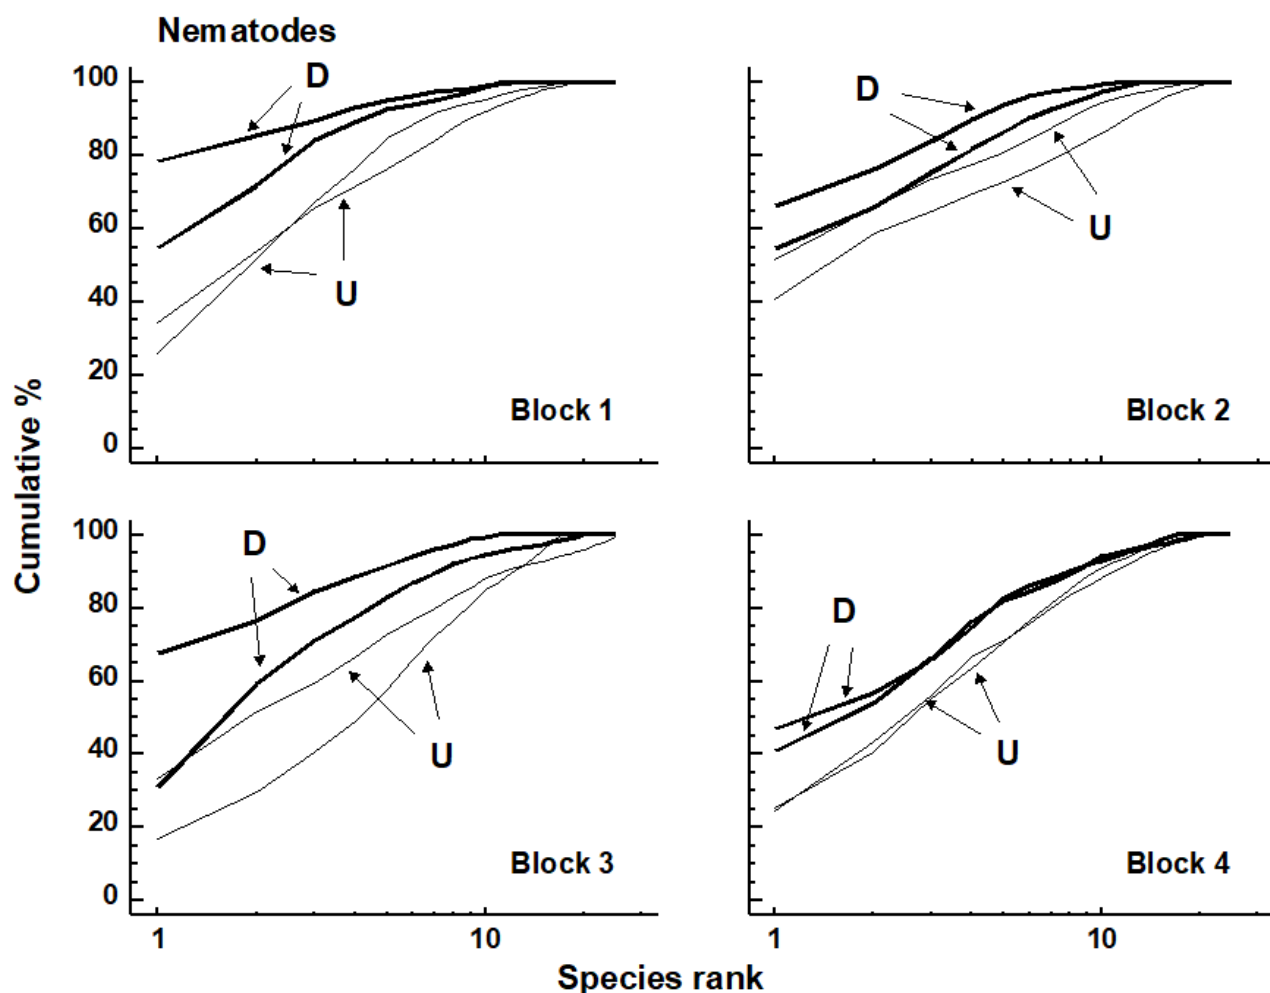 Nematodes
100
80
60
40
20
0
D
U
Block 1
D
U
Block 2
Cumulative %
100
80
60
40
20
0
D
U
Block 3
D
U
Block 4
1
10
1
10
Species rank